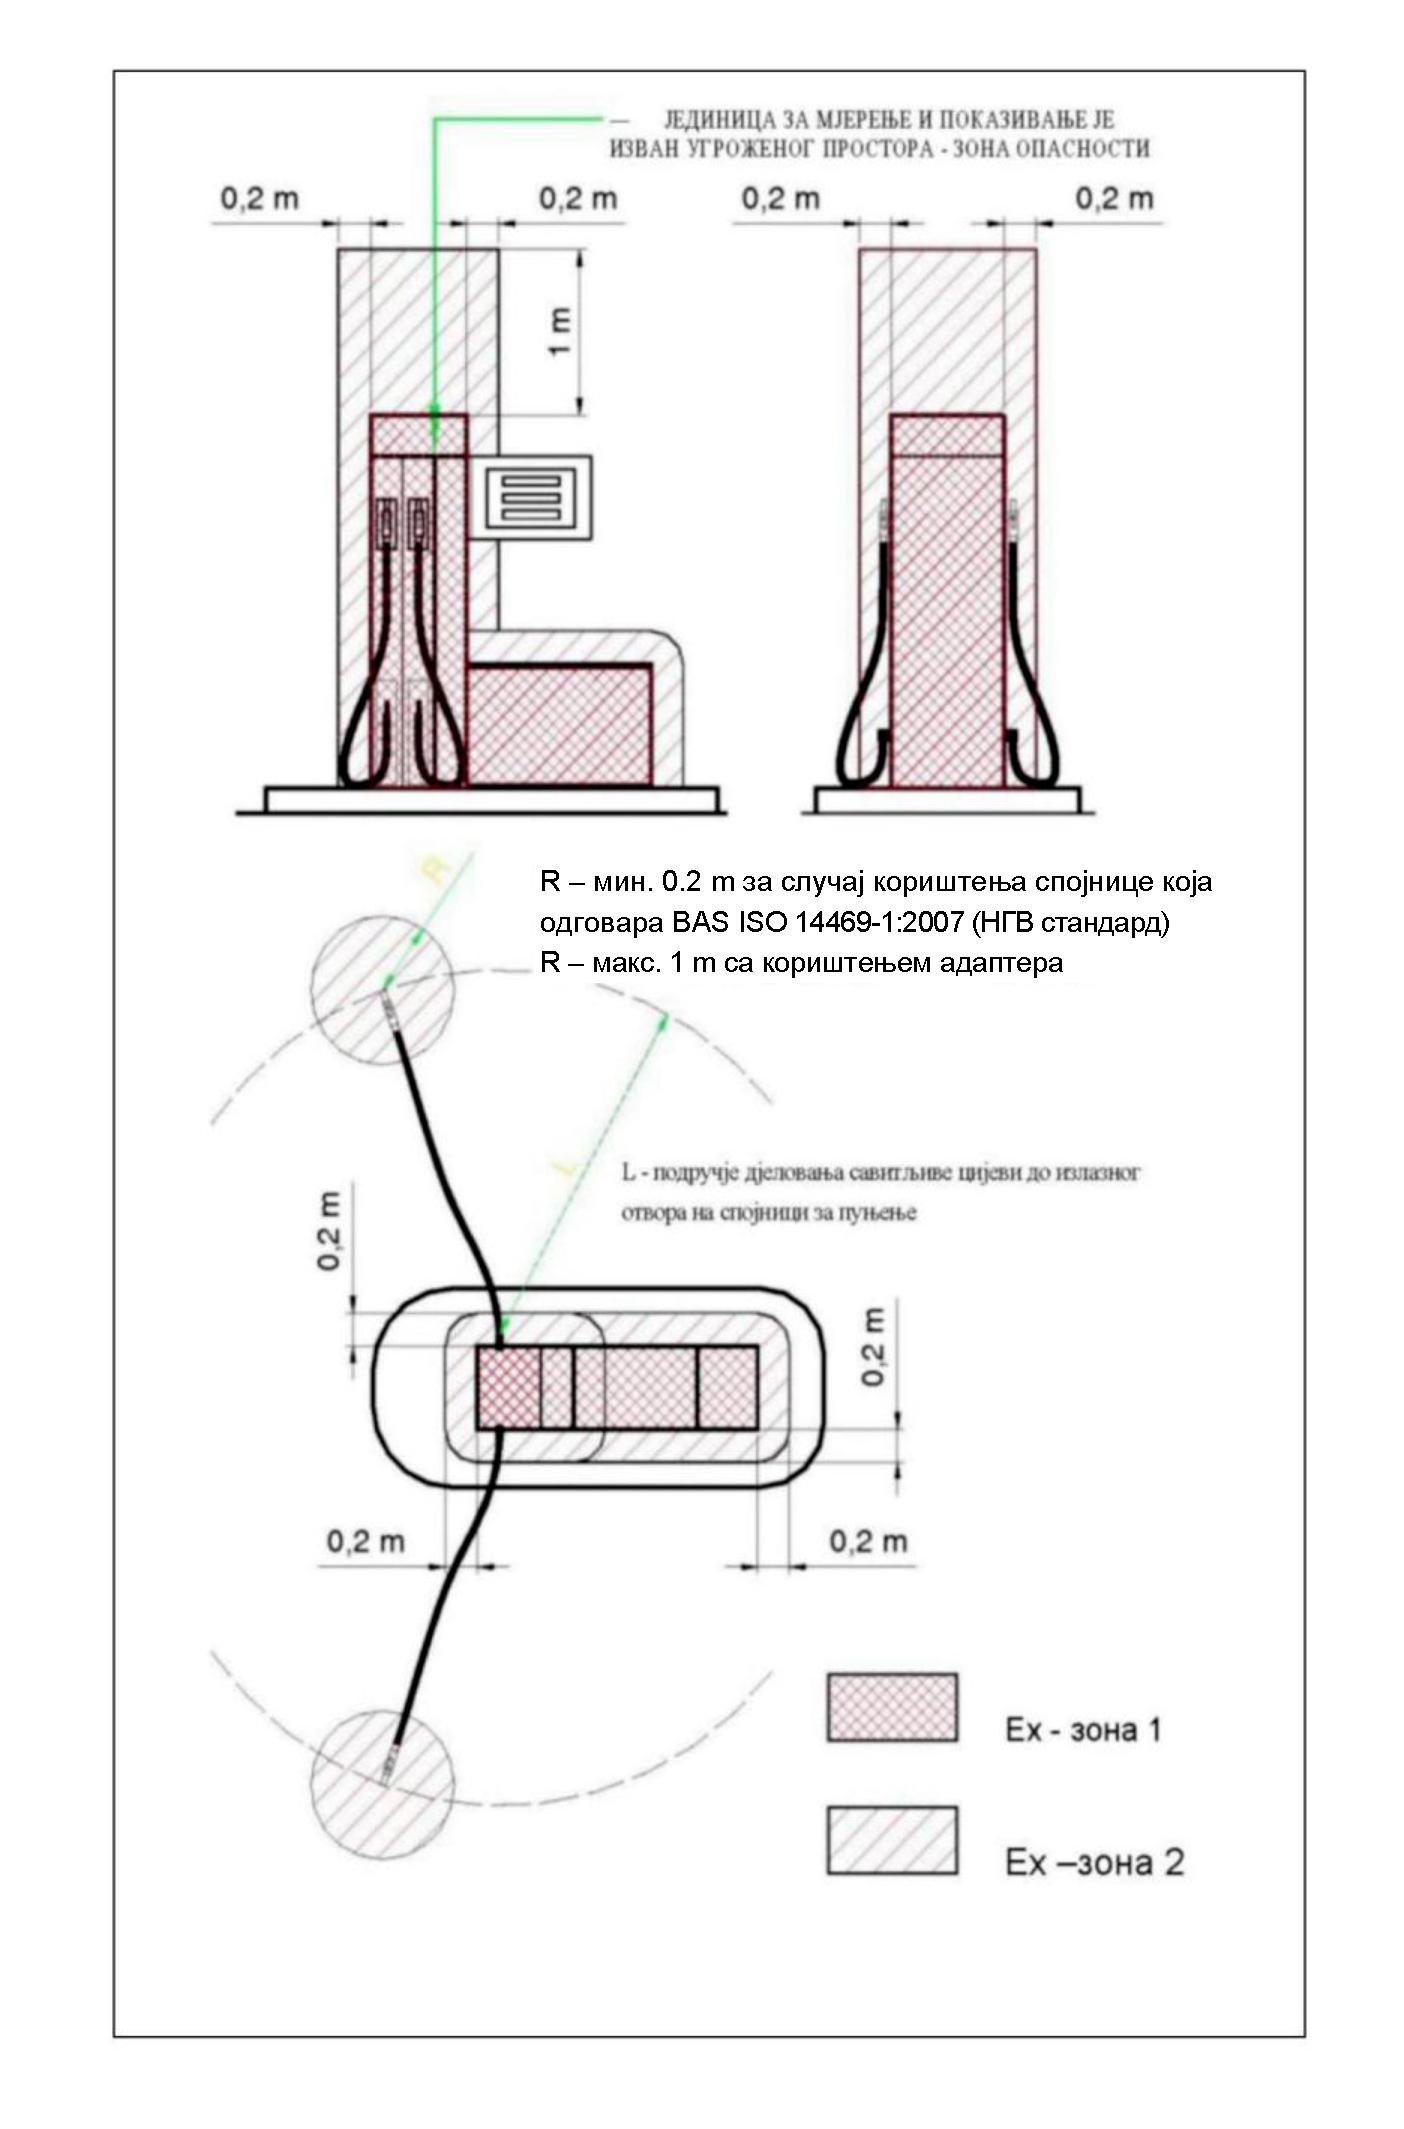 — ЈЕДИНИЦА ЗА МЈЕРЕЊЕ И ПОКАЗИВАЊЕ ЈЕ
ИЗВАН УГРОЖЕНОГ ПРОСТОРА - ЗОНА ОПАСНОСТИ
0,2 m
0,2 m
0,2 m
0,2 m
1 m
R
R – мин. 0.2 m за случај кориштења спојнице која
одговара BAS ISO 14469-1:2007 (НГВ стандард)
R – макс. 1 m са кориштењем адаптера
L
L - подручје дјеловања савитљиве цијеви до излазног
отвора на спојници за пуњење
0,2 m
0,2 m
0,2 m
0,2 m
Ex - зона 1
Ex –зона 2